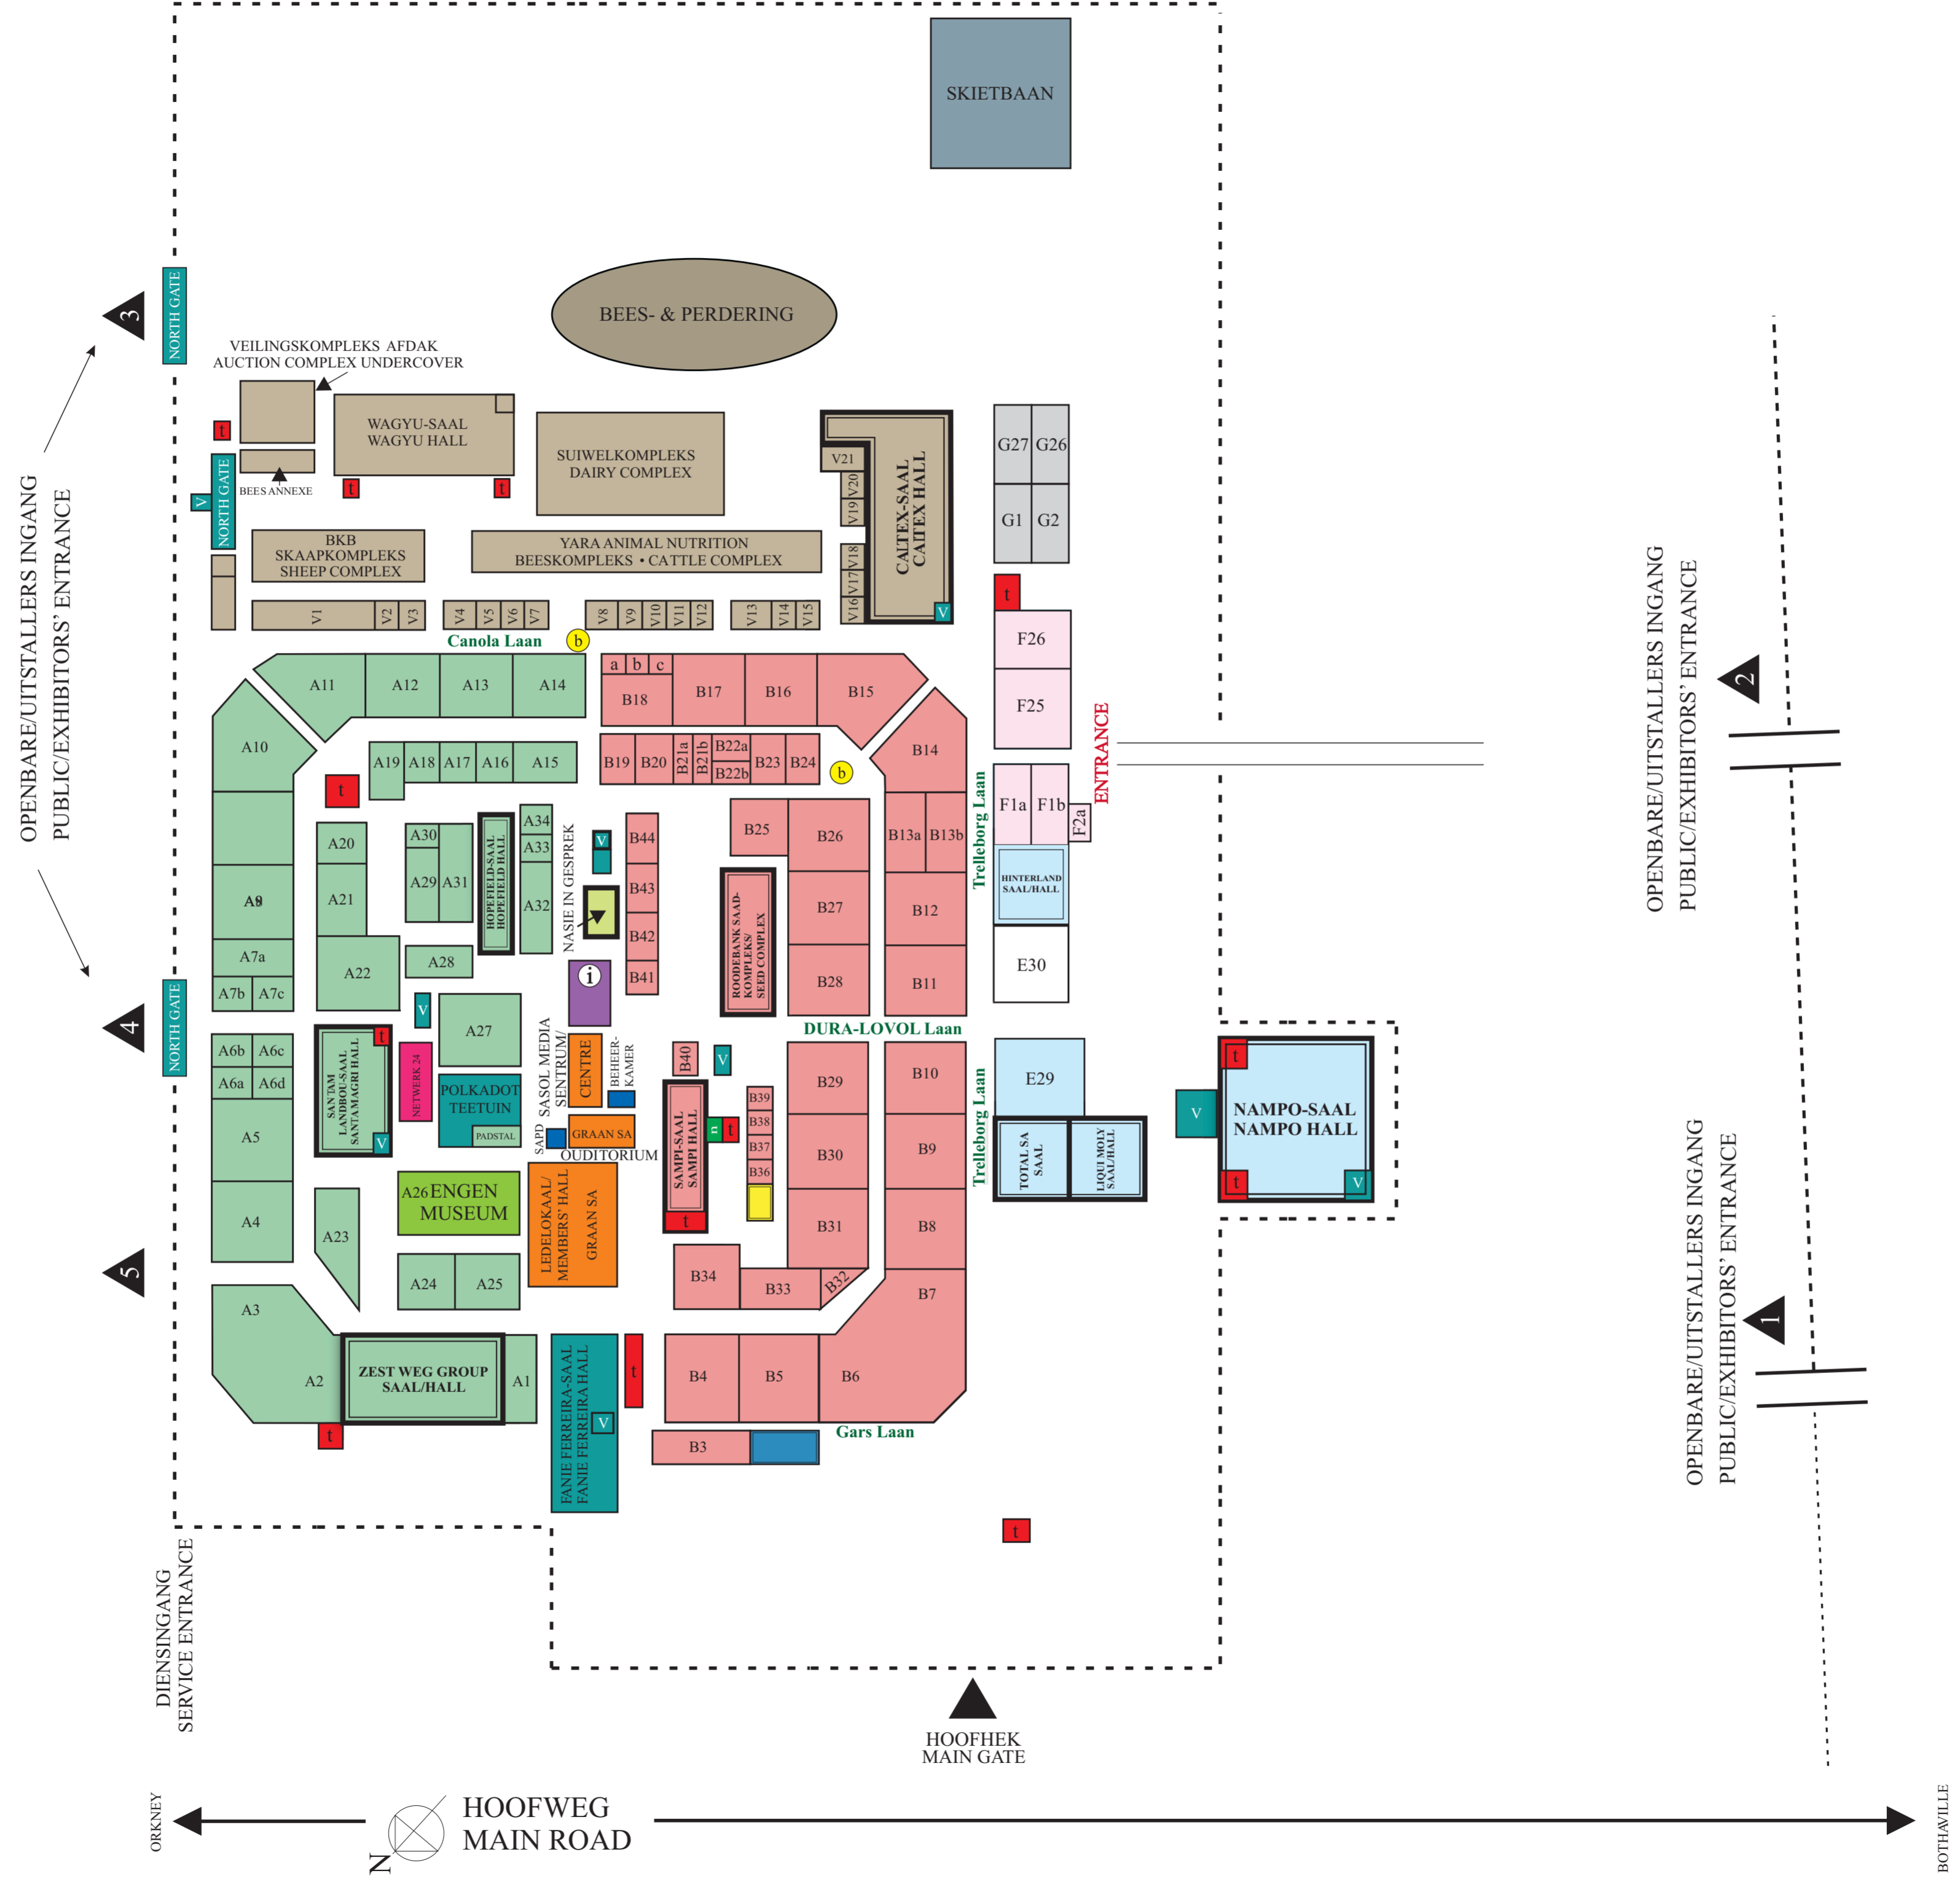 SKIETBAAN
3
NORTH GATE
BEES- & PERDERING
VEILINGSKOMPLEKS AFDAK
AUCTION COMPLEX UNDERCOVER
t
WAGYU-SAAL
WAGYU HALL
SUIWELKOMPLEKS
DAIRY COMPLEX
V21
V20
V19
V18
V17
V16
CALTEX-SAAL
CAITEX HALL
V
G27
G26
G1
G2
OPENBARE/UITSTALLERS INGANG
PUBLIC/EXHIBITORS' ENTRANCE
V
NORTH GATE
BEES ANNEXE
t
t
BKB
SKAAPKOMPLEKS
SHEEP COMPLEX
YARA ANIMAL NUTRITION
BEESKOMPLEKS • CATTLE COMPLEX
V1
V2
V3
V4
V5
V6
V7
V8
V9
V10
V11
V12
V13
V14
V15
t
Canola Laan
b
F26
F25
OPENBARE/UITSTALLERS INGANG
PUBLIC/EXHIBITORS' ENTRANCE
2
A11
A12
A13
A14
a
b
c
B18
B17
B16
B15
A10
B14
ENTRANCE
A19
A18
A17
A16
A15
B19
B20
B21a
B21b
B22a
B22b
B23
B24
b
t
Trelleborg Laan
F1a
F1b
F2a
A20
A30
A29
A31
HOPEFIELD-SAAL
HOPEFIELD HALL
A34
A33
A32
NASIE IN GESPREK
V
B44
B43
B42
B41
B25
B26
B13a
B13b
HINTERLAND
SAAL/HALL
A21
B27
B12
E30
A7a
A7b
A7c
A22
A28
i
ROODEBANK SAAD-
KOMPLEKS/
SEED COMPLEX
B28
B11
4
NORTH GATE
V
A27
DURA-LOVOL Laan
A6b
A6c
A6a
A6d
SANTAM
LANDBOU-SAAL
SANTAMAGRI HALL
t
V
NETWERK 24
POLKADOT
TEETUIN
PADSTAL
SASOL MEDIA
SENTRUM/
CENTRE
BEHEER-
KAMER
SAPD
GRAAN SA
OUDITORIUM
B40
V
SAMPI-SAAL
SAMPI HALL
t
n
t
B39
B38
B37
B36
B29
B10
Trelleborg Laan
E29
TOTAL SA
SAAL
LIQUI MOLY
SAAL/HALL
V
t
NAMPO-SAAL
NAMPO HALL
t
V
A5
A4
A26 ENGEN
MUSEUM
LEDELOKAAL/
MEMBERS' HALL
GRAAN SA
B30
B9
B31
B8
A23
A24
A25
B34
B33
B32
B7
5
A3
A2
ZEST WEG GROUP
SAAL/HALL
A1
FANIE FERREIRA-SAAL
FANIE FERREIRA HALL
V
t
B4
B5
B6
OPENBARE/UITSTALLERS INGANG
PUBLIC/EXHIBITORS' ENTRANCE
1
t
B3
Gars Laan
t
DIENSINGANG
SERVICE ENTRANCE
HOOFHEK
MAIN GATE
ORKNEY
N
HOOFWEG
MAIN ROAD
BOTHAVILLE